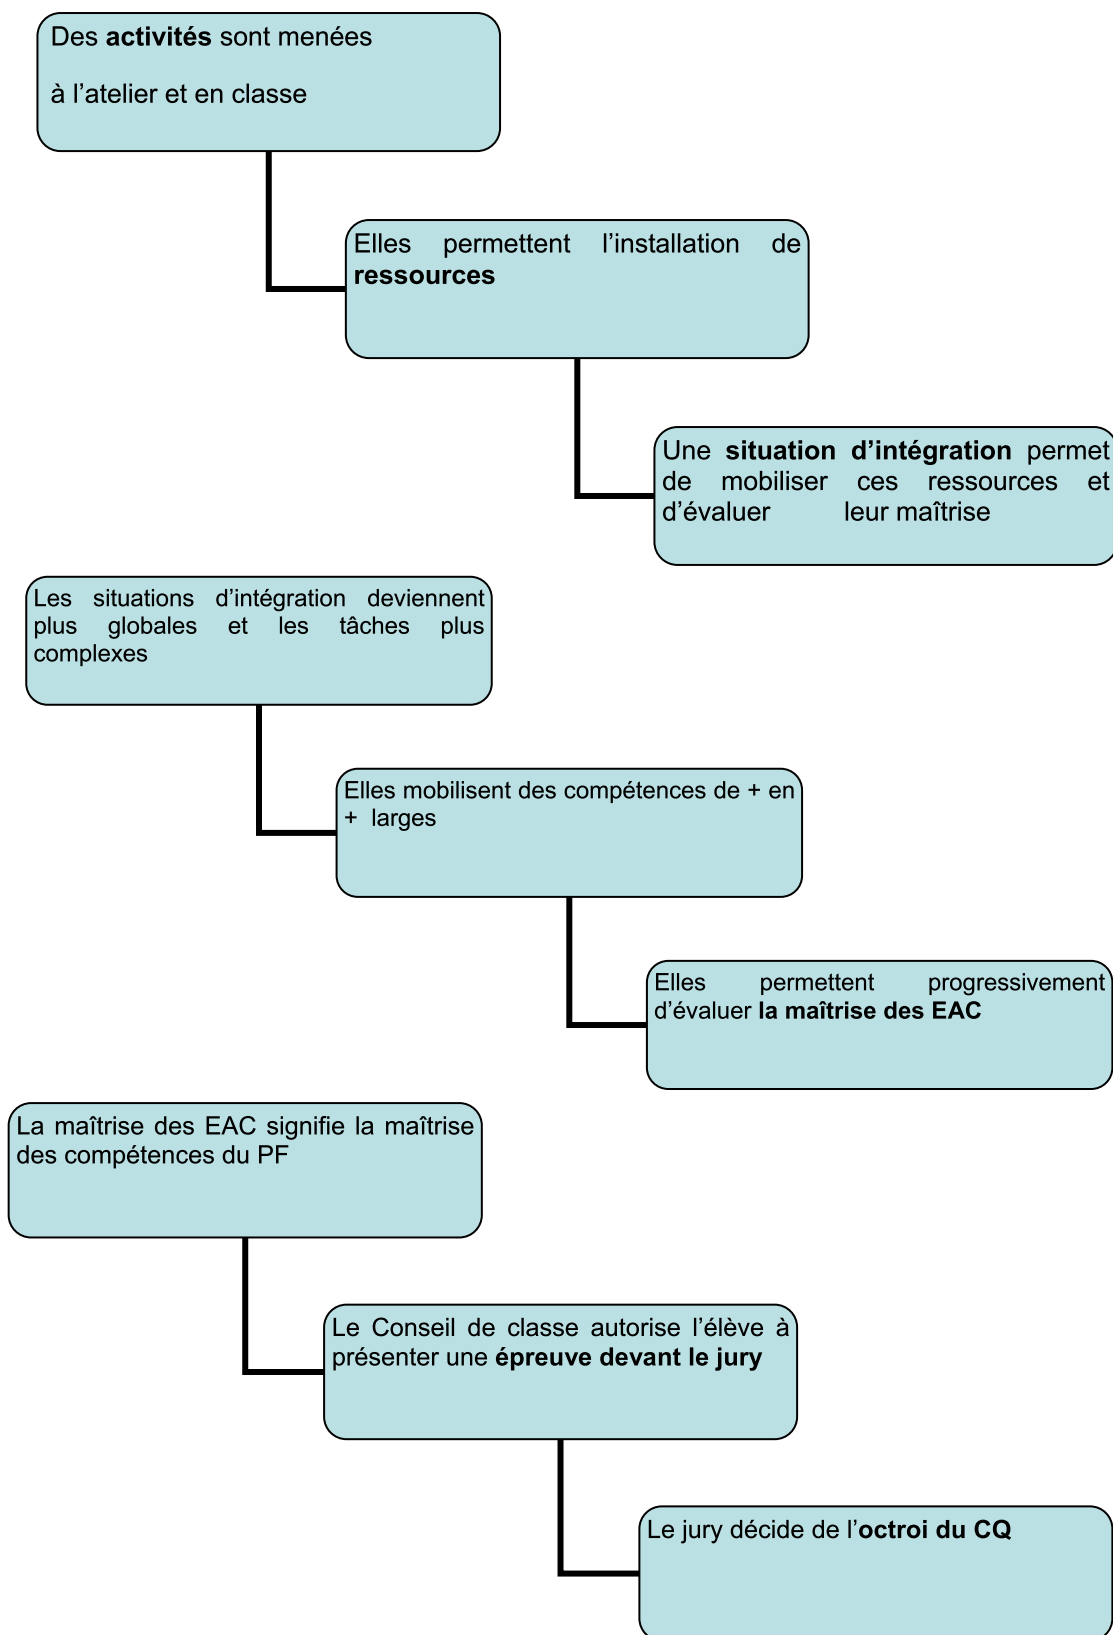 Des activités sont menées
à l’atelier et en classe
Elles permettent l’installation de
ressources
Une situation d’intégration permet
de mobiliser ces ressources et
d’évaluer leur maîtrise
Les situations d’intégration deviennent
plus globales et les tâches plus
complexes
Elles mobilisent des compétences de + en
+ larges
Elles permettent progressivement
d’évaluer la maîtrise des EAC
La maîtrise des EAC signifie la maîtrise
des compétences du PF
Le Conseil de classe autorise l’élève à
présenter une épreuve devant le jury
Le jury décide de l’octroi du CQ